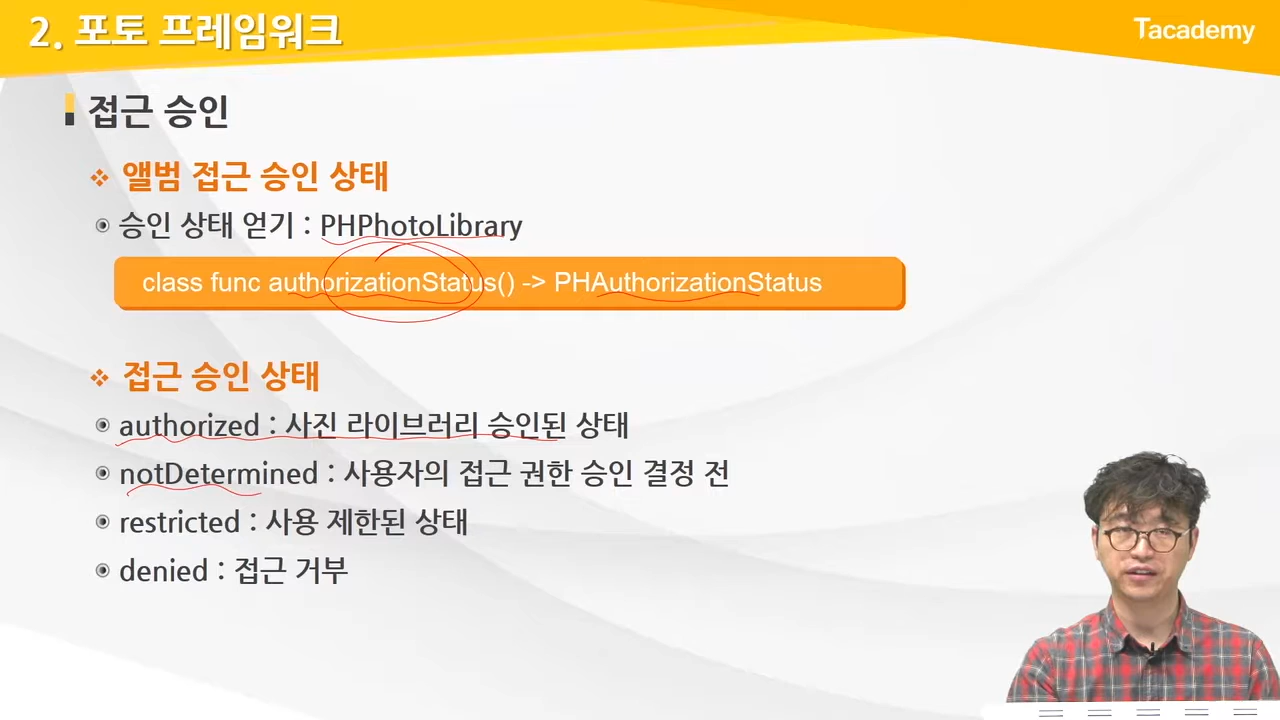 2. 포토 프레임워크
Tacademy
접근 승인
앨범 접근 승인 상태
승인 상태 얻기 : PHPhotoLibrary
class func authorizationStatus() -> PHAuthorizationStatus
접근 승인 상태
authorized : 사진 라이브러리 승인된 상태
notDetermined : 사용자의 접근 권한 승인 결정 전
restricted : 사용 제한된 상태
denied : 접근 거부